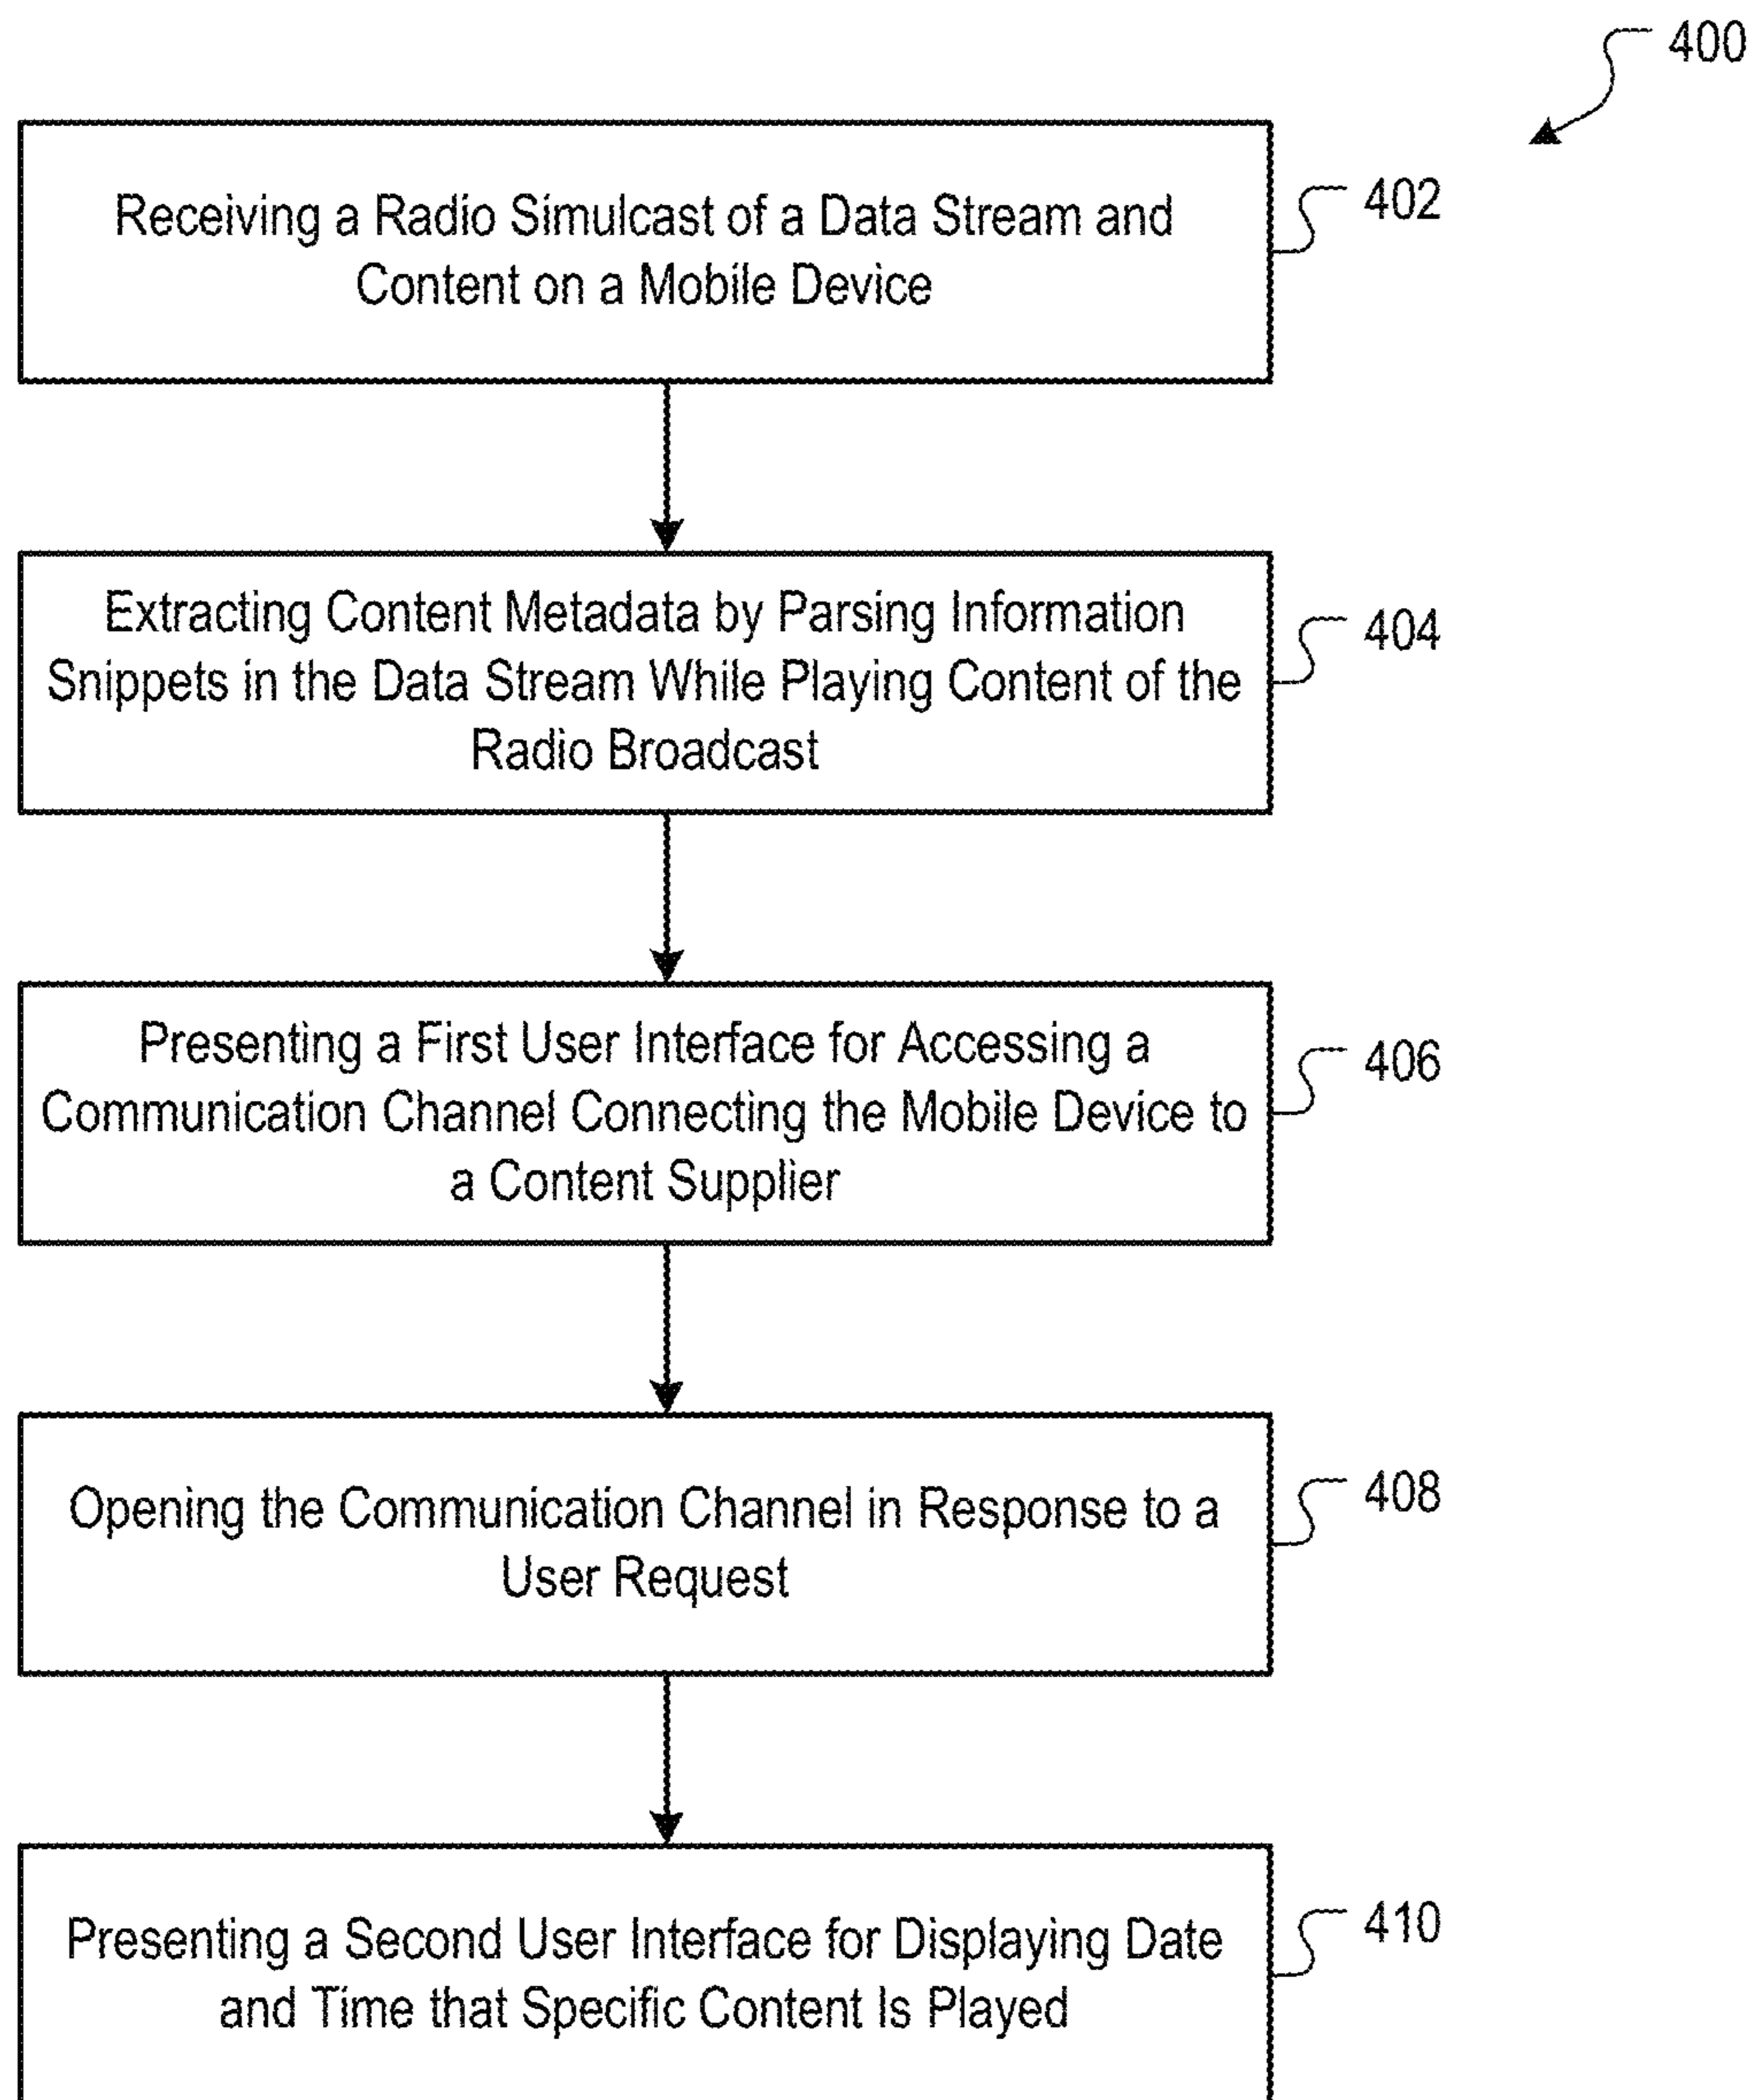 400
Receiving a Radio Simulcast of a Data Stream and
Content on a Mobile Device
402
Extracting Content Metadata by Parsing Information
Snippets in the Data Stream While Playing Content of the
Radio Broadcast
404
Presenting a First User Interface for Accessing a
Communication Channel Connecting the Mobile Device to
a Content Supplier
406
Opening the Communication Channel in Response to a
User Request
408
Presenting a Second User Interface for Displaying Date
and Time that Specific Content Is Played
410